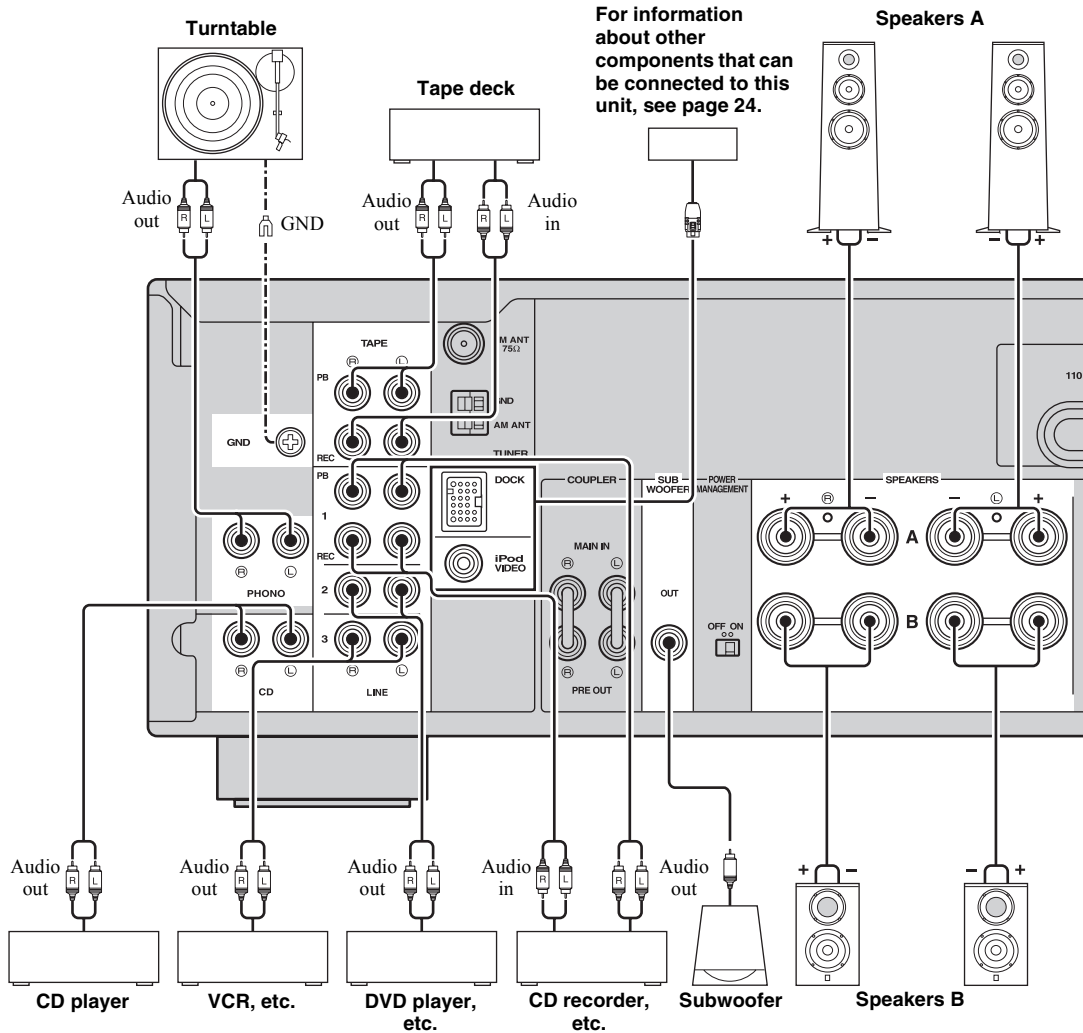 Turntable
Tape deck
For information
about other
components that can
be connected to this
unit, see page 24.
Speakers A
Audio
out
R L
GND
Audio
out
R L
R L
Audio
in
+ −
− +
TAPE
R L
PB
REC
M ANT
75Ω
GND
AM ANT
TUNER
GND
110
PB
1
REC
2
3
DOCK
iPod
VIDEO
COUPLER
MAIN IN
R L
R L
PRE OUT
SUB
WOOFER
OUT
POWER
MANAGEMENT
OFF ON
SPEAKERS
+ R −
− L +
A
B
R L
PHONO
R L
CD
R L
LINE
Audio
out
R L
Audio
out
R L
Audio
out
R L
Audio
in
R L
R L
Audio
out
+ −
− +
CD player
VCR, etc.
DVD player,
etc.
CD recorder,
etc.
Subwoofer
Speakers B